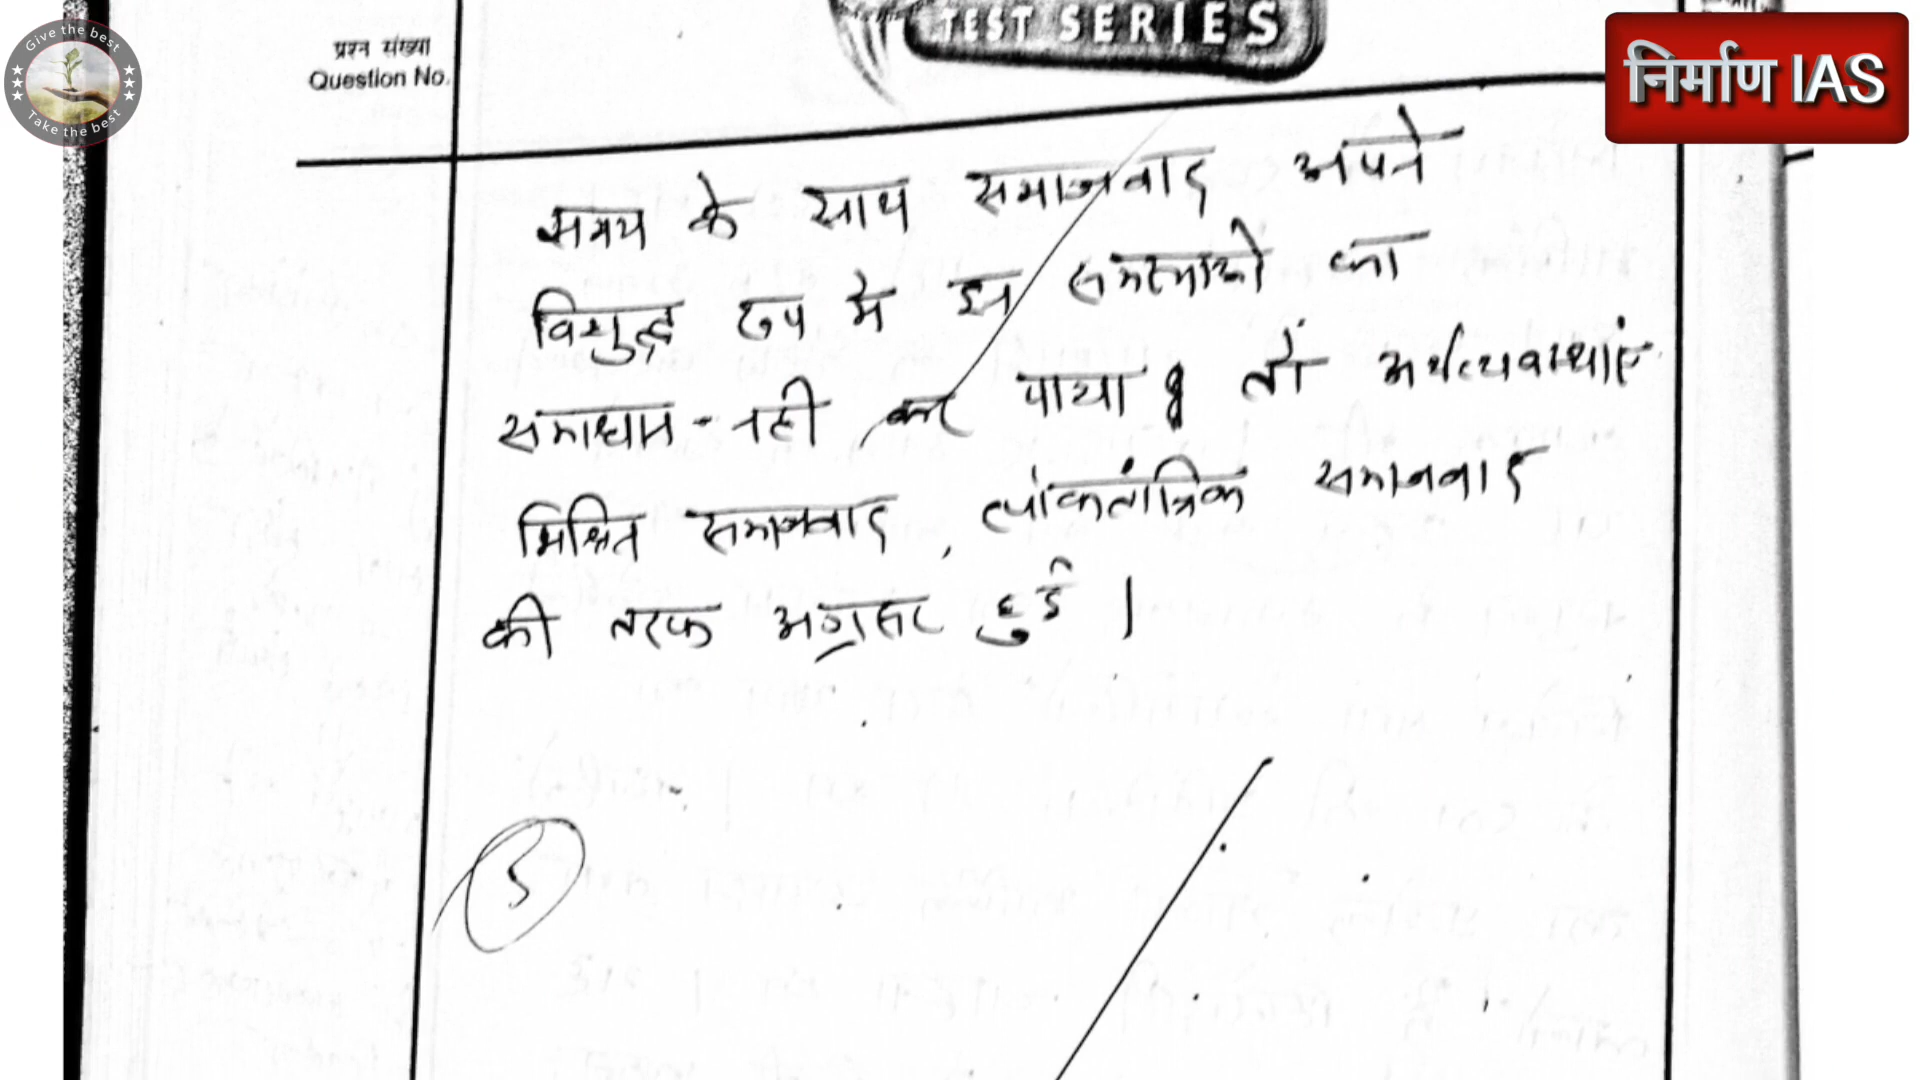 Give the best
Take the best
प्रश्न संख्या
Question No.
TEST SERIES
निर्माण IAS
समय के साथ समाजवाद अपने
विशुद्ध रूप में इन समस्याओं का
समाधान नहीं कर पाया। तो अर्थव्यवस्थाएं
मिश्रित समाजवाद, लोकतांत्रिक समाजवाद
की तरफ अग्रसर हुई।
5